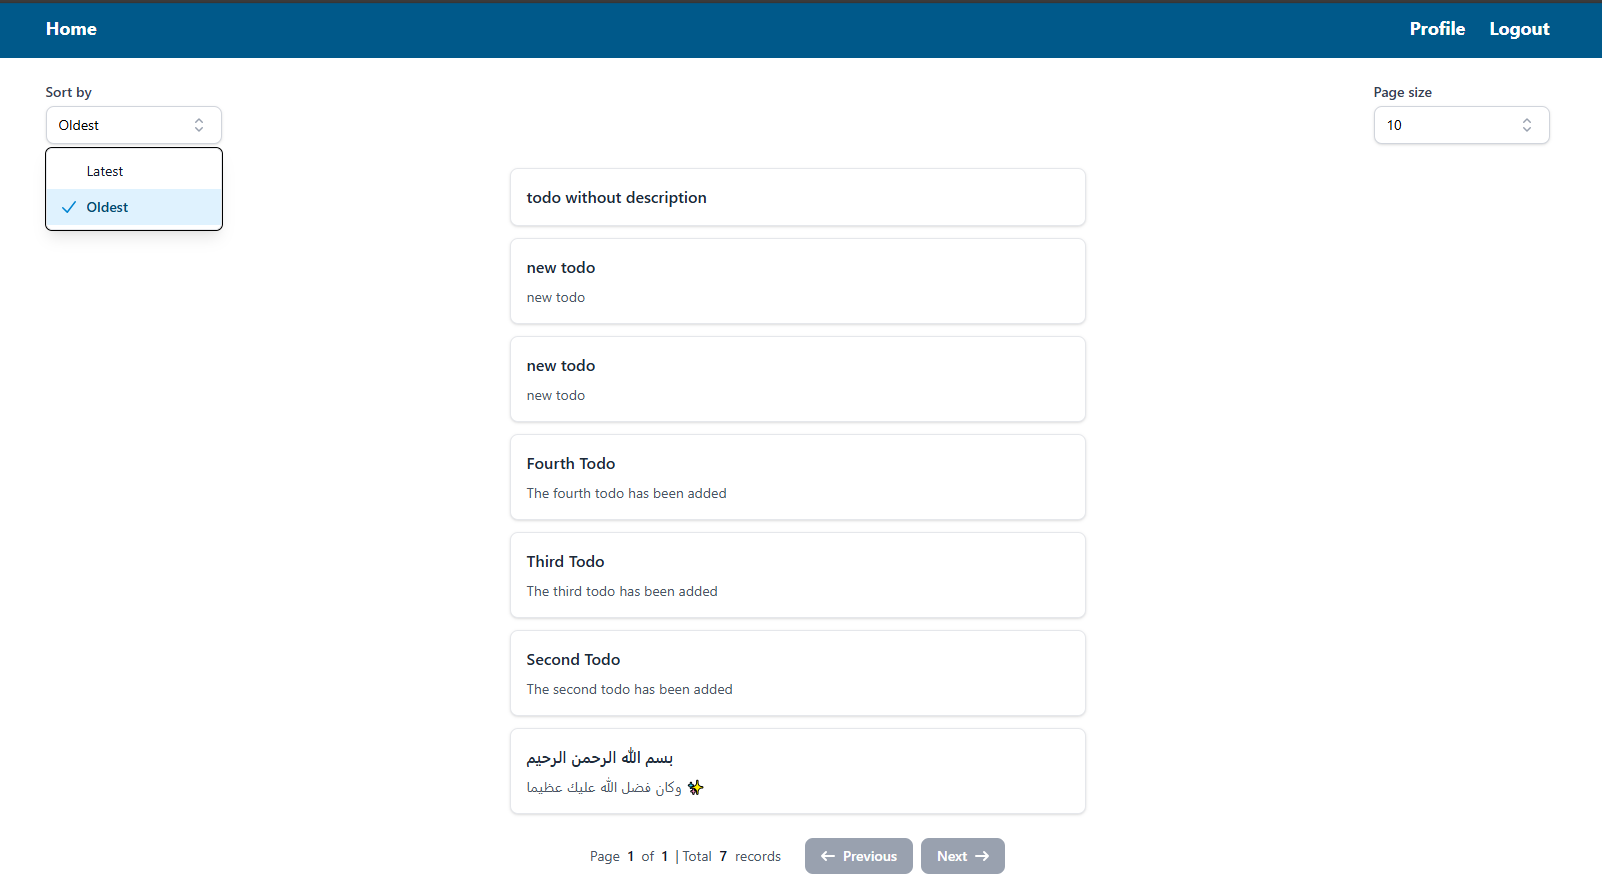 Home
Profile
Logout
Sort by
Oldest
Latest
Oldest
Page size
10
todo without description
new todo
new todo
new todo
new todo
Fourth Todo
The fourth todo has been added
Third Todo
The third todo has been added
Second Todo
The second todo has been added
بسم الله الرحمن الرحيم
وكان فضل الله عليك عظيما ✨
Page 1 of 1 | Total 7 records
← Previous
Next →